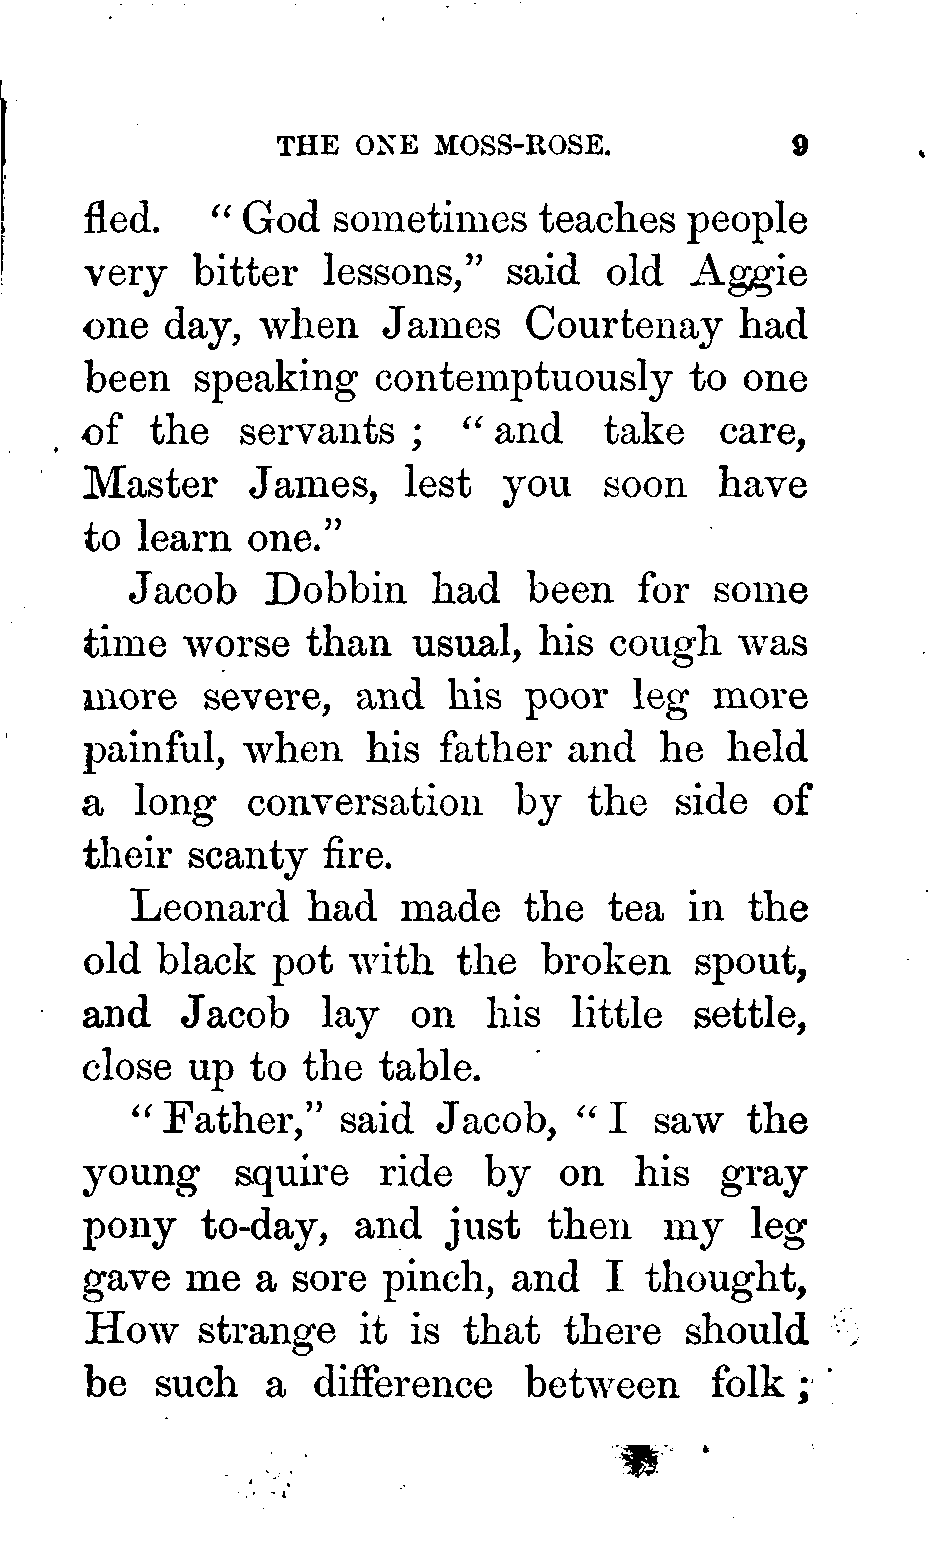 THE ONE MOSS-ROSE. 9
fled. "God sometimes teaches people
very bitter lessons," said old Aggie
one day, when James Courtenay had
been speaking contemptuously to one
of the servants ; "and take care,
Master James, lest you soon have
to learn one."
Jacob Dobbin had been for some
time worse than usual, his cough was
more severe, and his poor leg more
painful, when his father and he held
a long conversation by the side of
their scanty fire.
Leonard had made the tea in the
old black pot with the broken spout,
and Jacob lay on his little settle,
close up to the table.
"Father," said Jacob, "I saw the
young squire ride by on his gray
pony to-day, and just then my leg
gave me a sore pinch, and I thought,
How strange it is that there should
be such a difference between folk ;